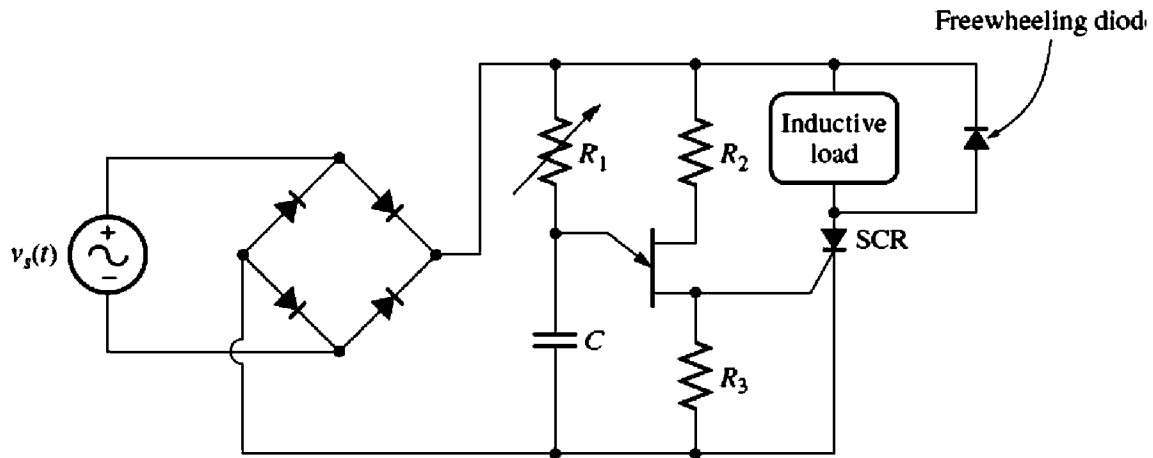 Freewheeling diod
R1
R2
Inductive
load
+
vs(t)
−
SCR
C
R3